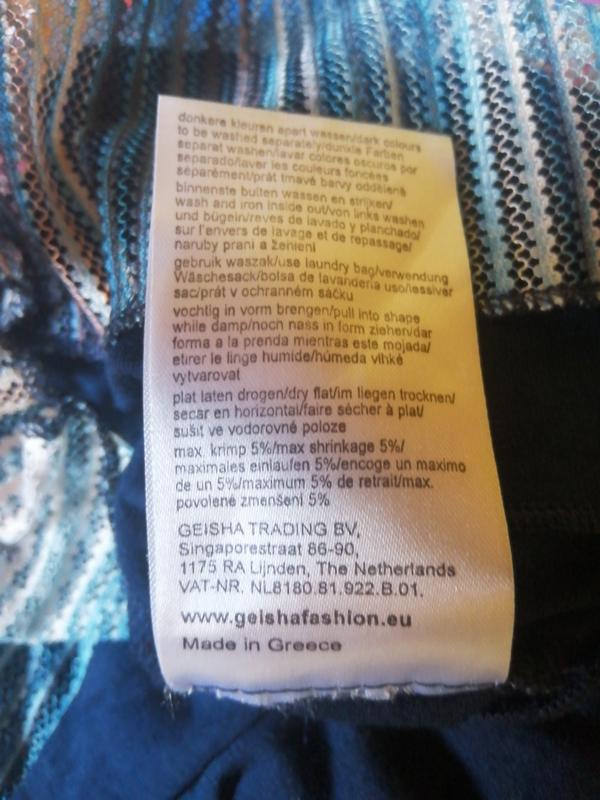 donkere kleuren apart wassen/dark colours
to be washed separately/dunkle Farben
separat washen/lavar colores oscuros por
separado/laver les couleurs foncées
séparément/prát tmavé barvy oddělené
binnenste buiten wassen en strijken/
wash and iron inside out/von links washen
und bügeln/reves de lavado y planchado/
sur l'envers de lavage et de repassage/
naruby praní a ženlení
gebruik waszak/use laundry bag/verwendung
Wäschesack/bolsa de lavanderia uso/lessiver
sac/prát v ochranném sáčku
vochtig in vorm brengen/pull into shape
while damp/noch nass in form ziehen/dar
forma a la prenda mientras este mojada/
etirer le linge humide/húmeda vlhké
vytvarovat
plat laten drogen/dry flat/im liegen trocknen/
secar en horizontal/faire sécher à plat/
sušit ve vodorovné poloze
max. krimp 5%/max shrinkage 5%/
maximales einlaufen 5%/encoge un maximo
de un 5%/maximum 5% de retrait/max.
povolené zmenšení 5%
GEISHA TRADING BV,
Singaporestraat 86-90,
1175 RA Lijnden, The Netherlands
VAT-NR. NL8180.81.922.B.01.
www.geishafashion.eu
Made in Greece